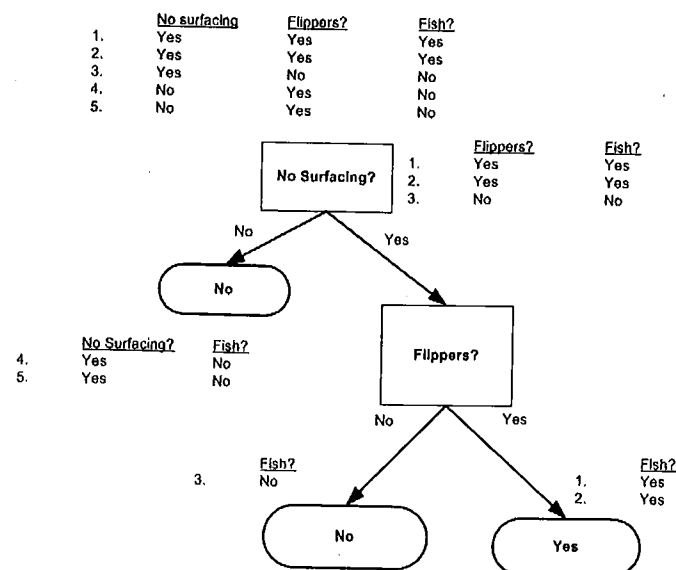 No surfacing Flippers? Fish?
1. Yes Yes Yes
2. Yes Yes Yes
3. Yes No No
4. No Yes No
5. No Yes No
Flippers? Fish?
1. Yes Yes
2. Yes Yes
3. No No
No Surfacing?
No Yes
No
Flippers?
No Surfacing? Fish?
4. Yes No
5. Yes No
No Yes
Fish?
3. No
Fish?
1. Yes
2. Yes
No
Yes